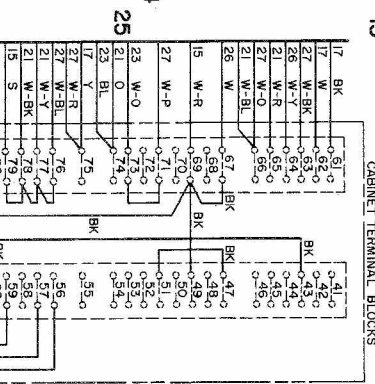 25
CABINET TERMINAL BLOCKS
17 BK
17 W
27 W-BK
26 W-Y
21 W-R
27 W-O
21 W-BL
26 W
15 W-R
27 W-P
23 W-O
21 O
23 BL
17 Y
27 W-R
27 W-BL
21 W-Y
21 W-BK
15 S
61
62
63
64
65
66
67
68
69
70
71
72
73
74
75
76
77
78
79
BK
BK
BK
BK
BK
BK
41
42
43
44
45
46
47
48
49
50
51
52
53
54
55
56
57
58
59